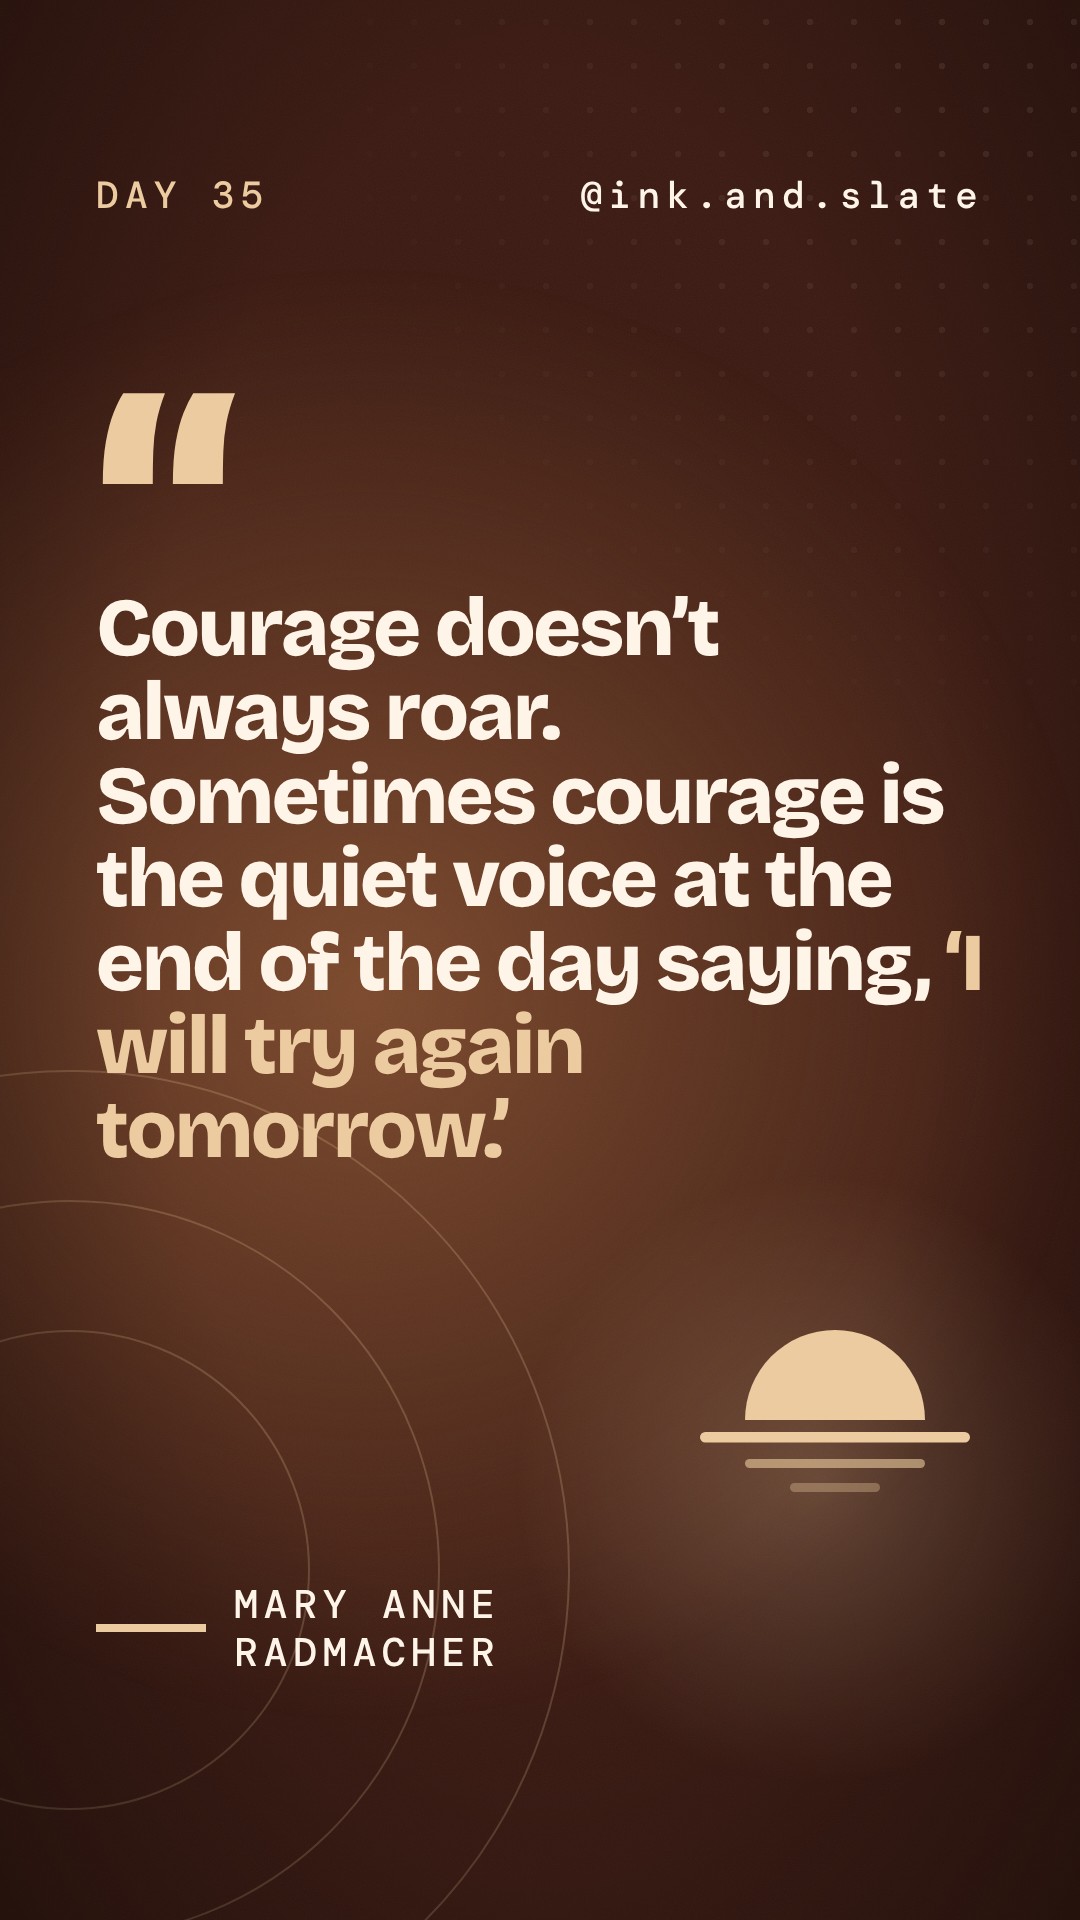 DAY 35
@ink.and.slate
“
Courage doesn’t
always roar.
Sometimes courage is
the quiet voice at the
end of the day saying, ‘I
will try again
tomorrow.’
MARY ANNE
RADMACHER